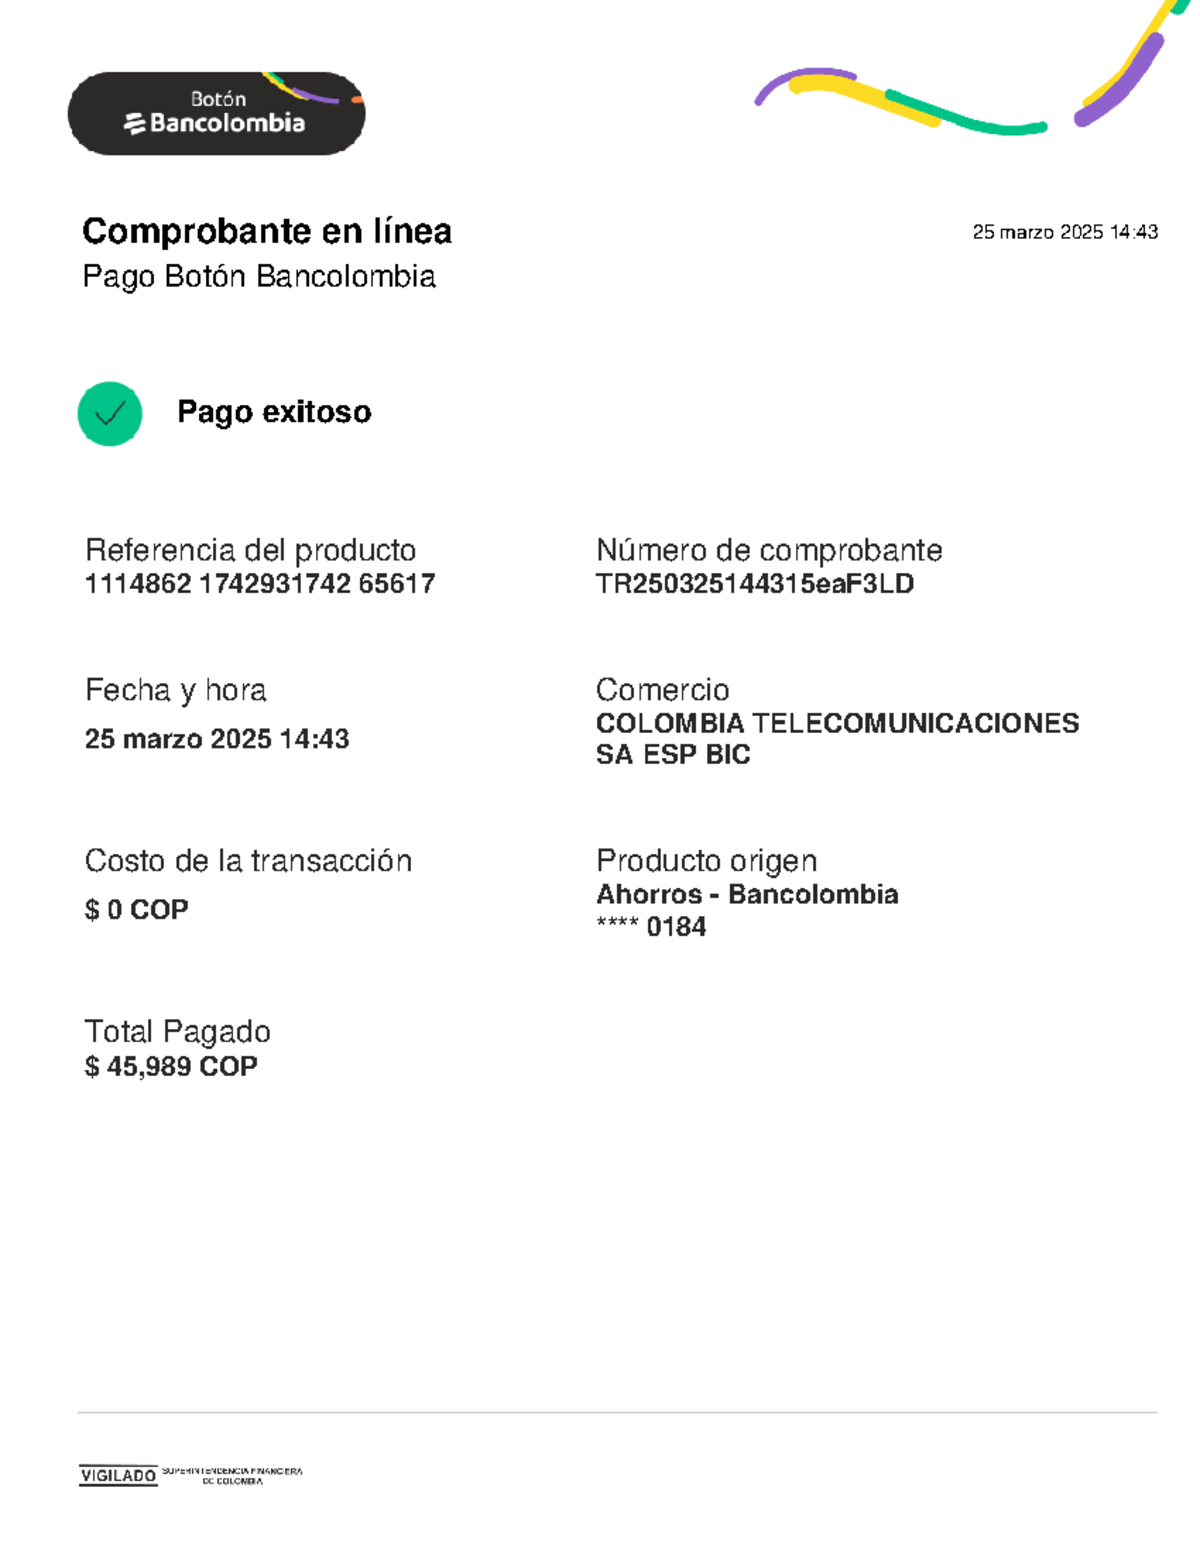 Botón
Bancolombia
Comprobante en línea
25 marzo 2025 14:43
Pago Botón Bancolombia
Pago exitoso
Referencia del producto
1114862 1742931742 65617
Número de comprobante
TR250325144315eaF3LD
Fecha y hora
25 marzo 2025 14:43
Comercio
COLOMBIA TELECOMUNICACIONES
SA ESP BIC
Costo de la transacción
$ 0 COP
Producto origen
Ahorros - Bancolombia
**** 0184
Total Pagado
$ 45,989 COP
VIGILADO
SUPERINTENDENCIA FINANCIERA
DE COLOMBIA